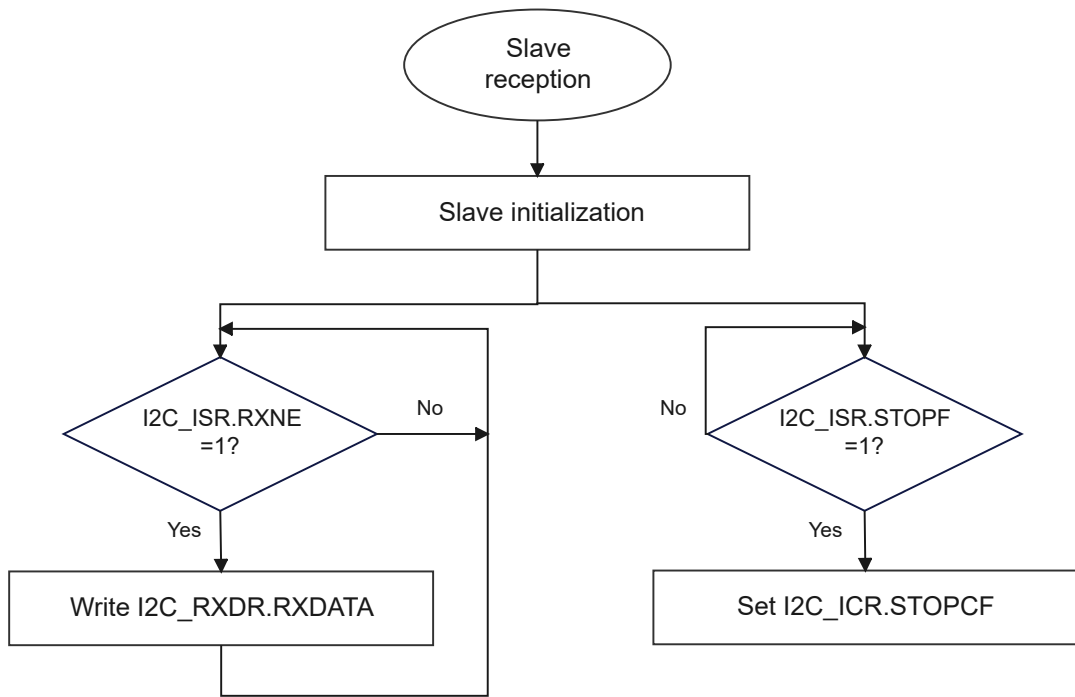 Slave
reception
Slave initialization
I2C_ISR.RXNE
=1?
No
Yes
Write I2C_RXDR.RXDATA
No
I2C_ISR.STOPF
=1?
Yes
Set I2C_ICR.STOPCF